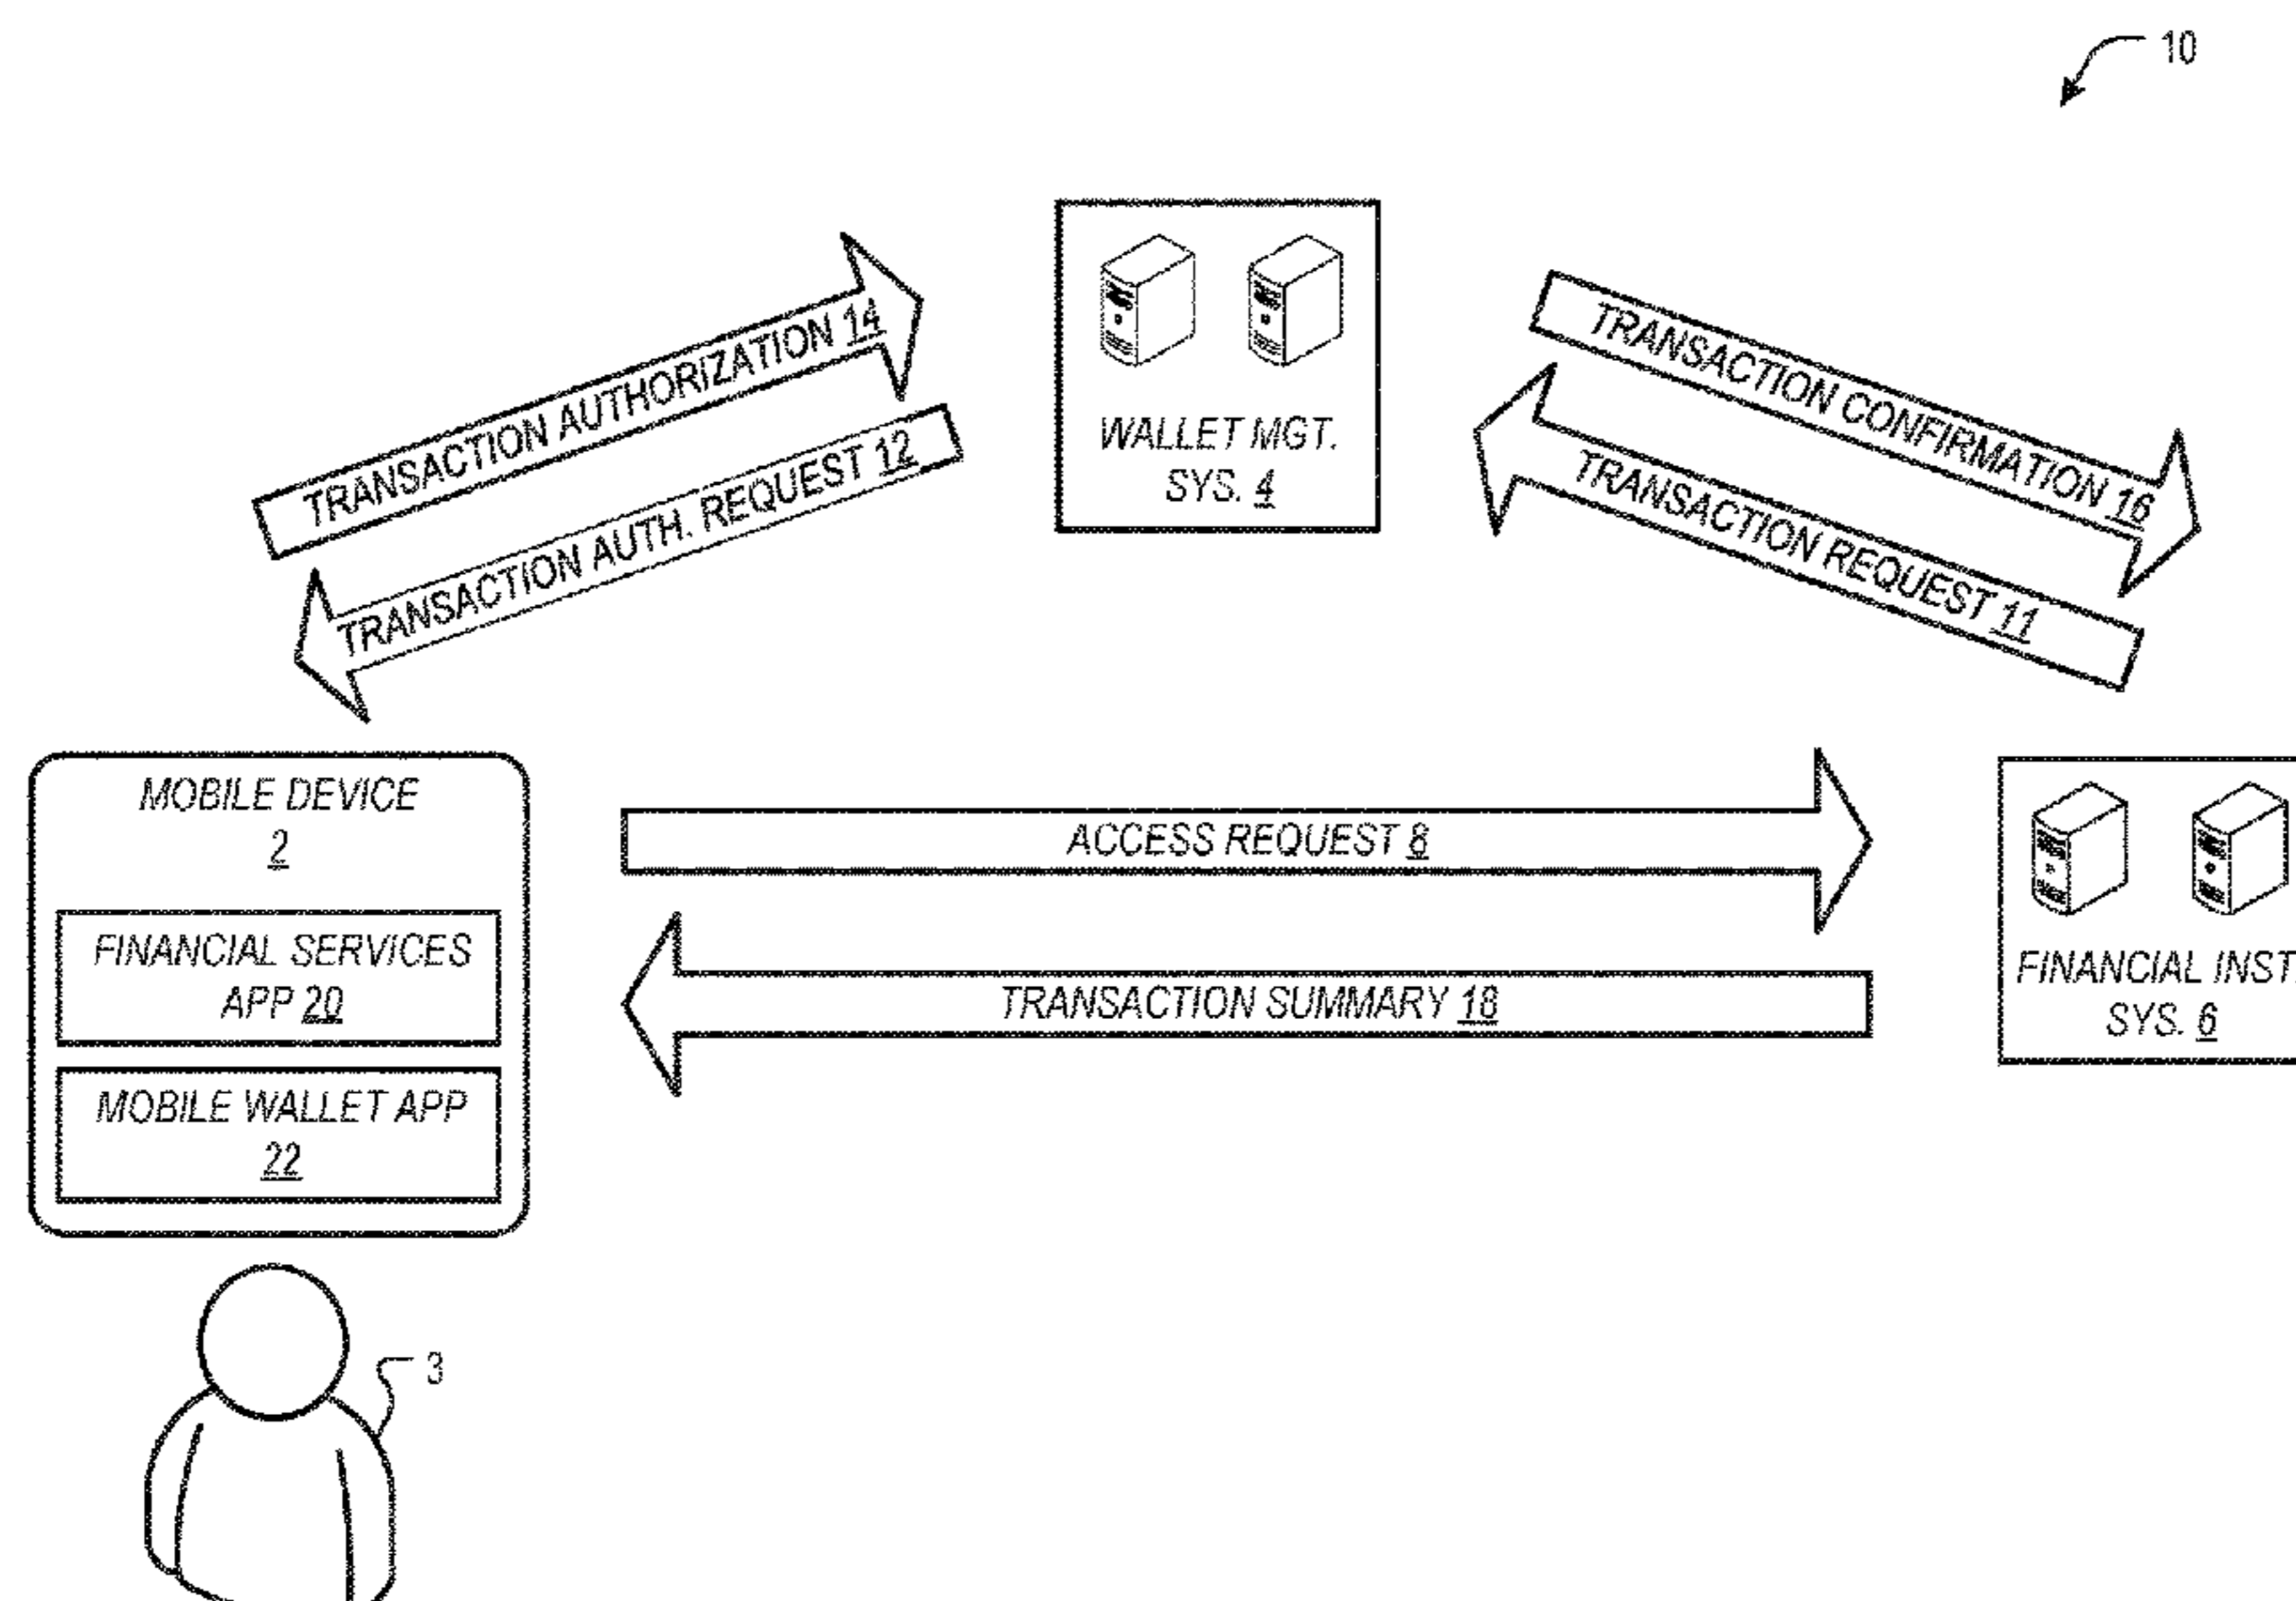 10
TRANSACTION AUTHORIZATION 14
TRANSACTION AUTH. REQUEST 12
WALLET MGT.
SYS. 4
TRANSACTION CONFIRMATION 16
TRANSACTION REQUEST 11
MOBILE DEVICE
2
FINANCIAL SERVICES
APP 20
MOBILE WALLET APP
22
ACCESS REQUEST 8
TRANSACTION SUMMARY 18
FINANCIAL INST.
SYS. 6
3